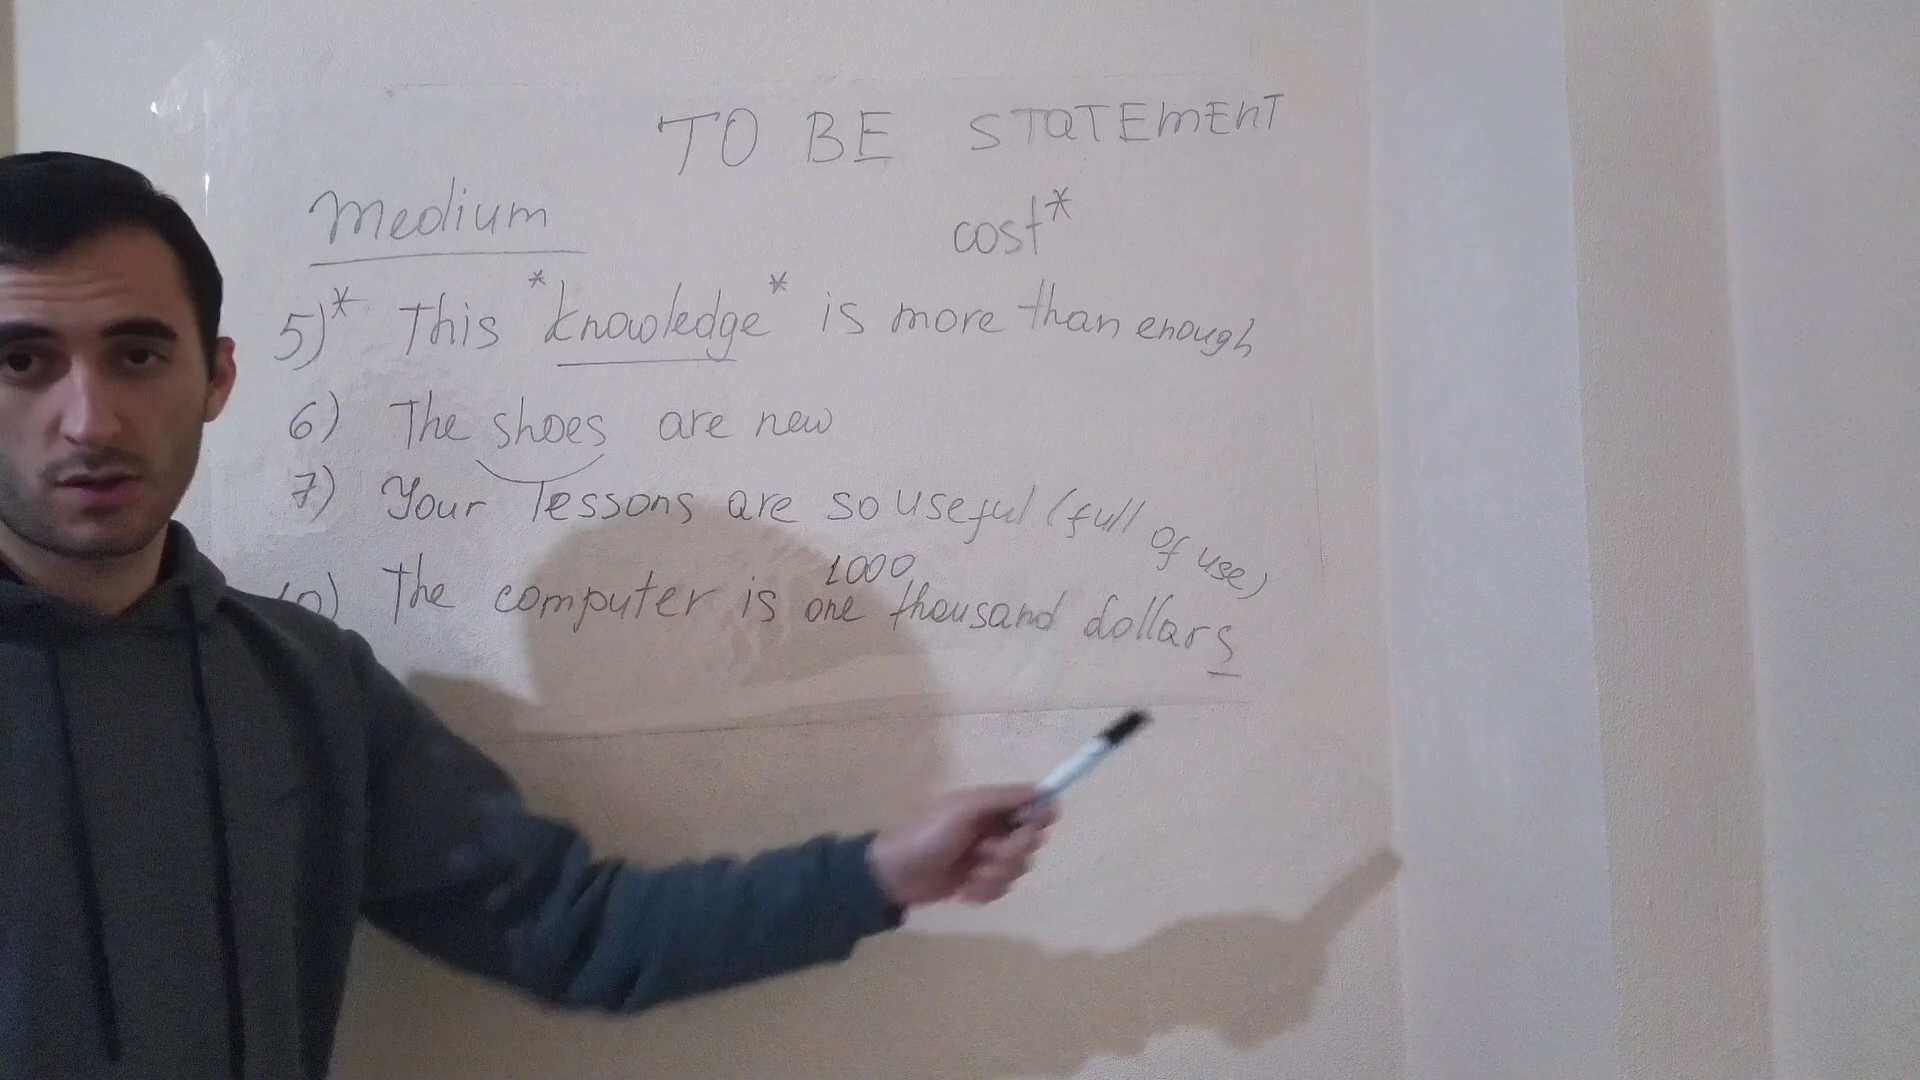 TO BE STATEMENT
Medium
cost*
5)* This *knowledge* is more than enough
6) The shoes are new
7) Your lessons are so useful (full of use)
1000
The computer is one thousand dollars